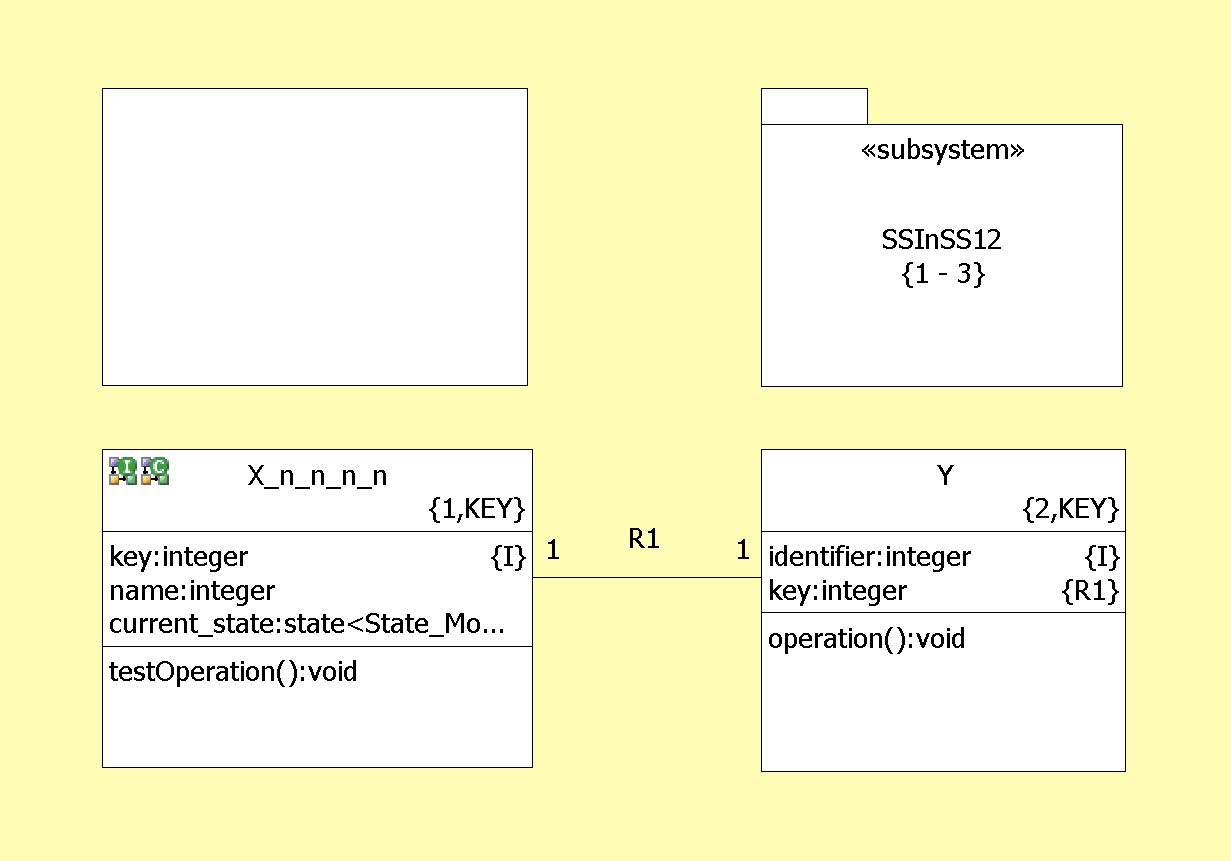 «subsystem»
SSInSS12
{1 - 3}
I C
X_n_n_n_n
{1,KEY}
key:integer {I}
name:integer
current_state:state<State_Mo...
testOperation():void
1 R1 1
Y
{2,KEY}
identifier:integer {I}
key:integer {R1}
operation():void